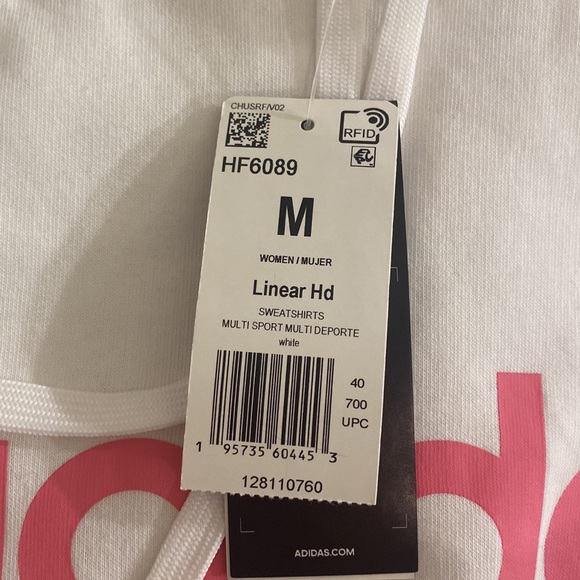 CHUSRF/V02
RFID
HF6089
M
WOMEN / MUJER
Linear Hd
SWEATSHIRTS
MULTI SPORT MULTI DEPORTE
white
40
700
UPC
1 95735 60445 3
128110760
ADIDAS.COM